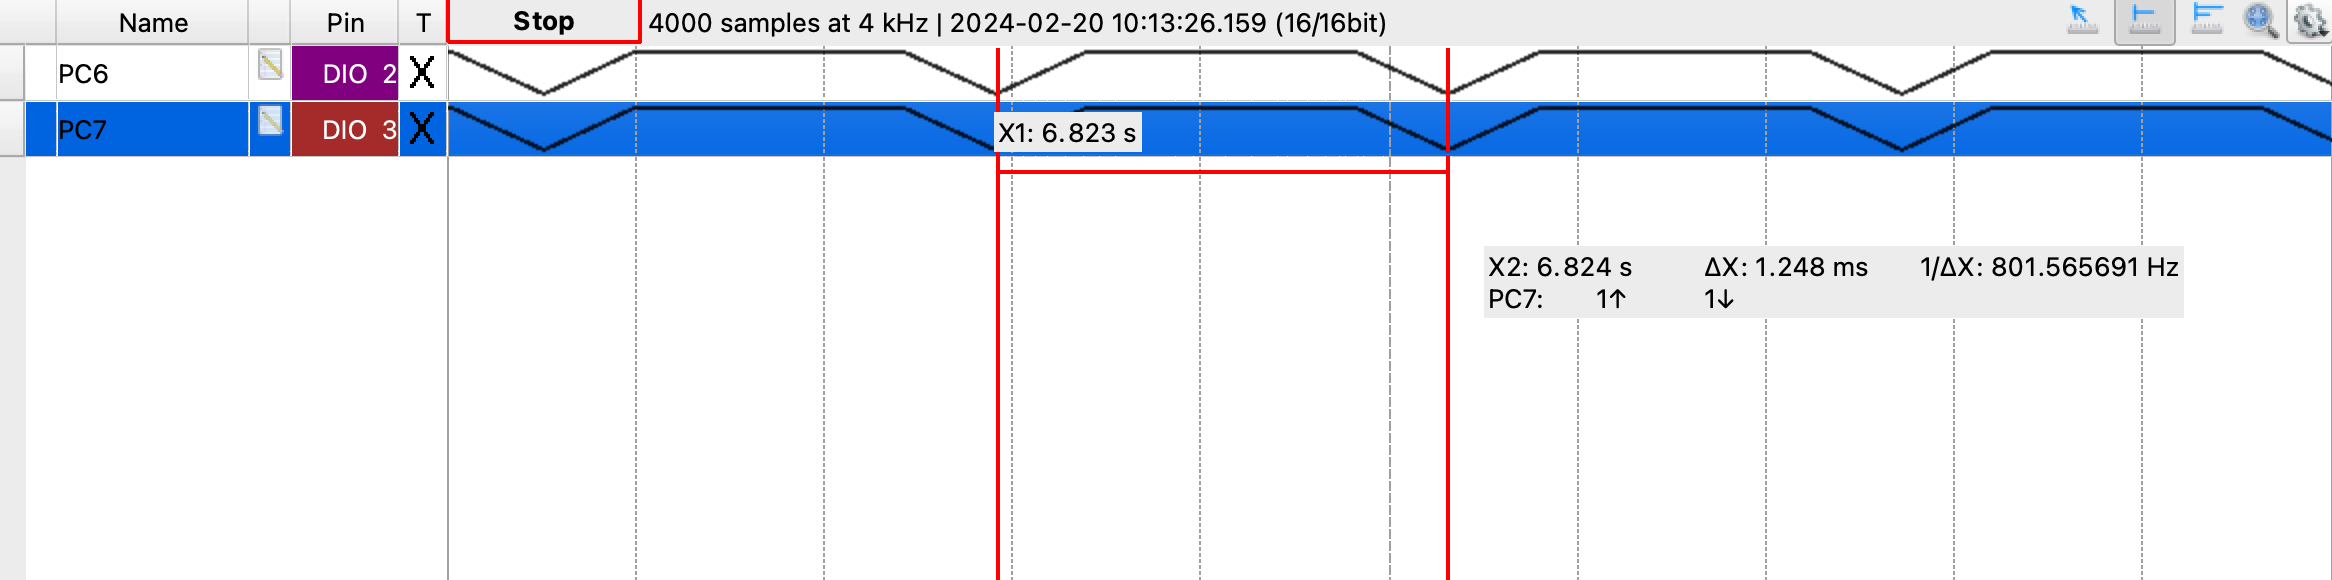 Name Pin T Stop 4000 samples at 4 kHz | 2024-02-20 10:13:26.159 (16/16bit)
PC6 DIO 2 X
PC7 DIO 3 X
X1: 6.823 s
X2: 6.824 s ΔX: 1.248 ms 1/ΔX: 801.565691 Hz
PC7: 1↑ 1↓